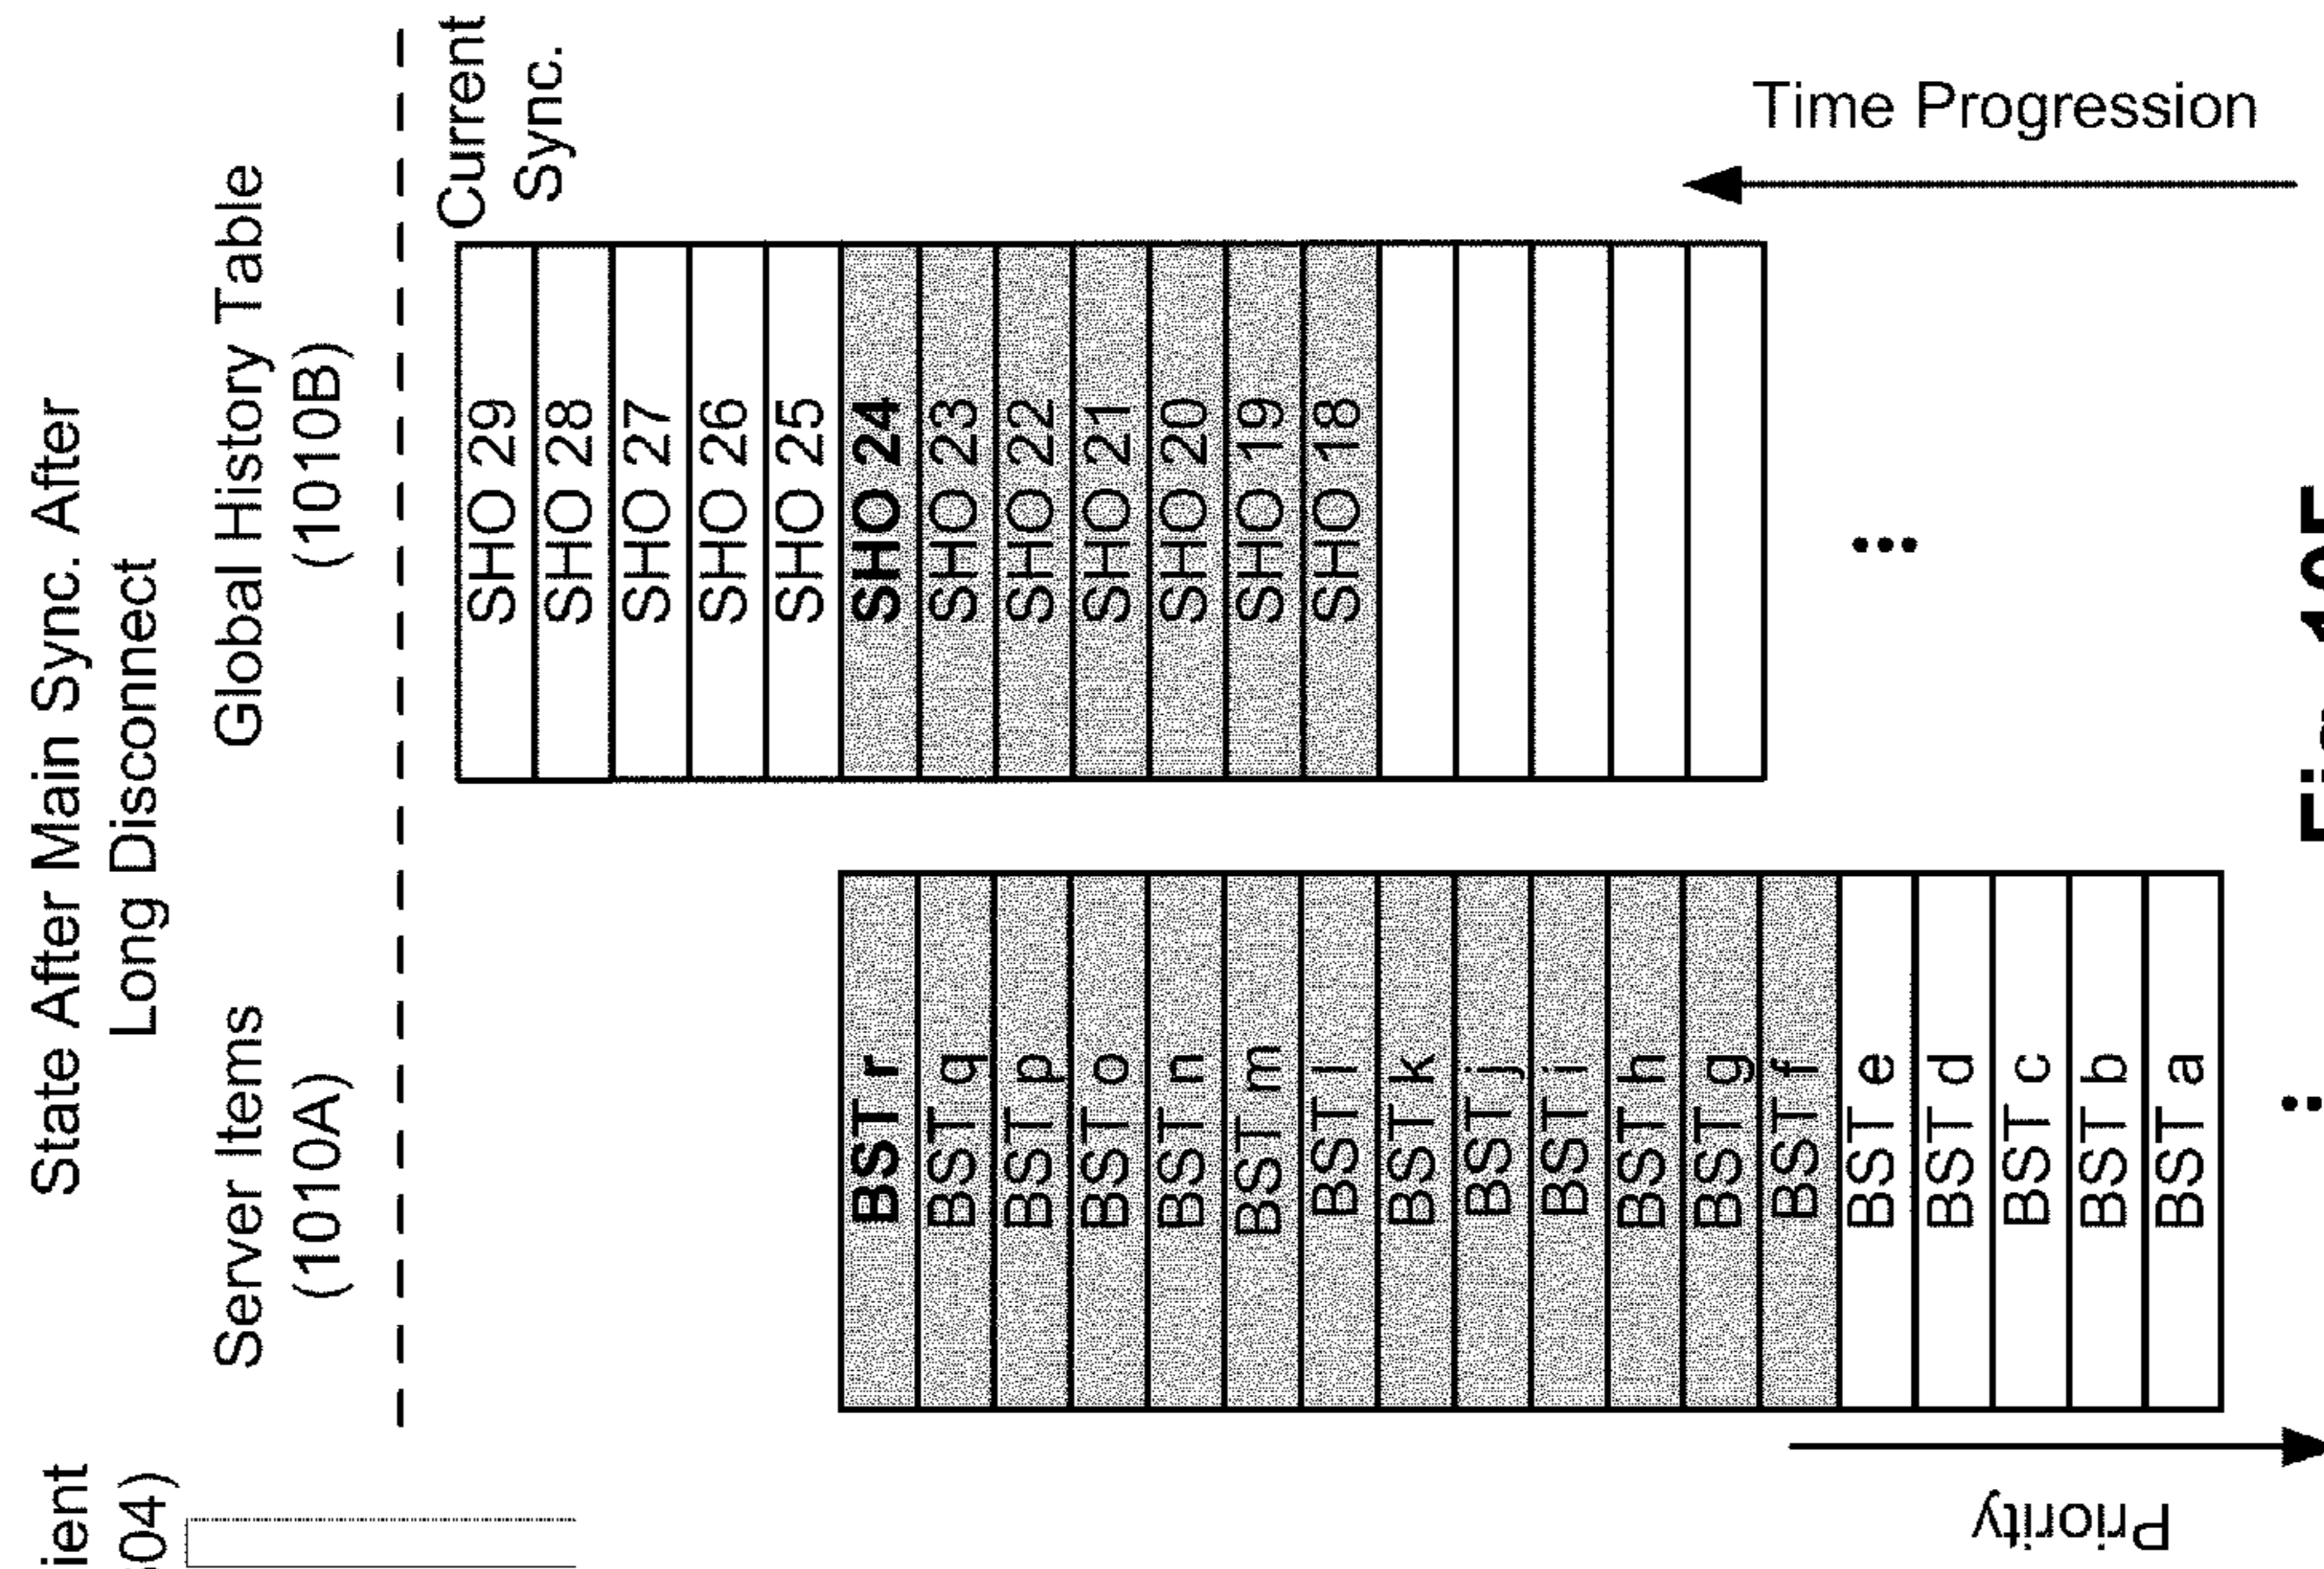 State After Main Sync. After
Long Disconnect
Server Items
(1010A)
Global History Table
(1010B)
Current
Sync.
SHO 29
SHO 28
SHO 27
SHO 26
SHO 25
SHO 24
SHO 23
SHO 22
SHO 21
SHO 20
SHO 19
SHO 18
BST r
BST q
BST p
BST o
BST n
BST m
BST l
BST k
BST j
BST i
BST h
BST g
BST f
BST e
BST d
BST c
BST b
BST a
Time Progression
Priority
ient
04)